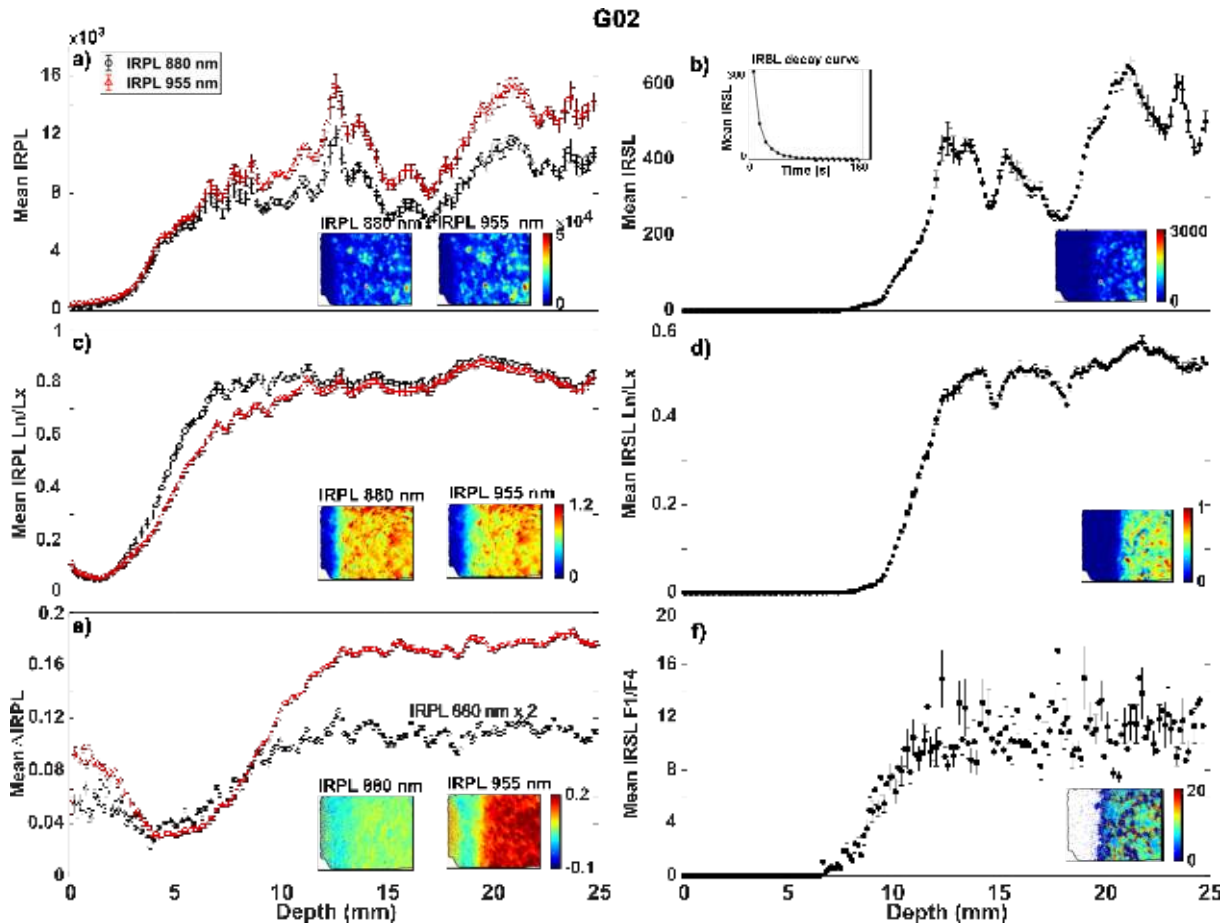 G02
×10³
a)
IRPL 880 nm
IRPL 955 nm
16
12
8
4
0
Mean IRPL
IRPL 880 nm
IRPL 955 nm
×10⁴
5
0
b)
IRSL decay curve
300
0
Mean IRSL
0
160
Time [s]
600
400
200
0
Mean IRSL
3000
0
c)
1
0.8
0.6
0.4
0.2
0
Mean IRPL Ln/Lx
IRPL 880 nm
IRPL 955 nm
1.2
0
d)
0.6
0.4
0.2
0
Mean IRSL Ln/Lx
1
0
e)
0.2
0.16
0.12
0.08
0.04
0
Mean ΔIRPL
IRPL 880 nm x 2
IRPL 880 nm
IRPL 955 nm
0.2
-0.1
0
5
10
15
20
25
Depth (mm)
f)
20
16
12
8
4
0
Mean IRSL F1/F4
20
0
0
5
10
15
20
25
Depth (mm)